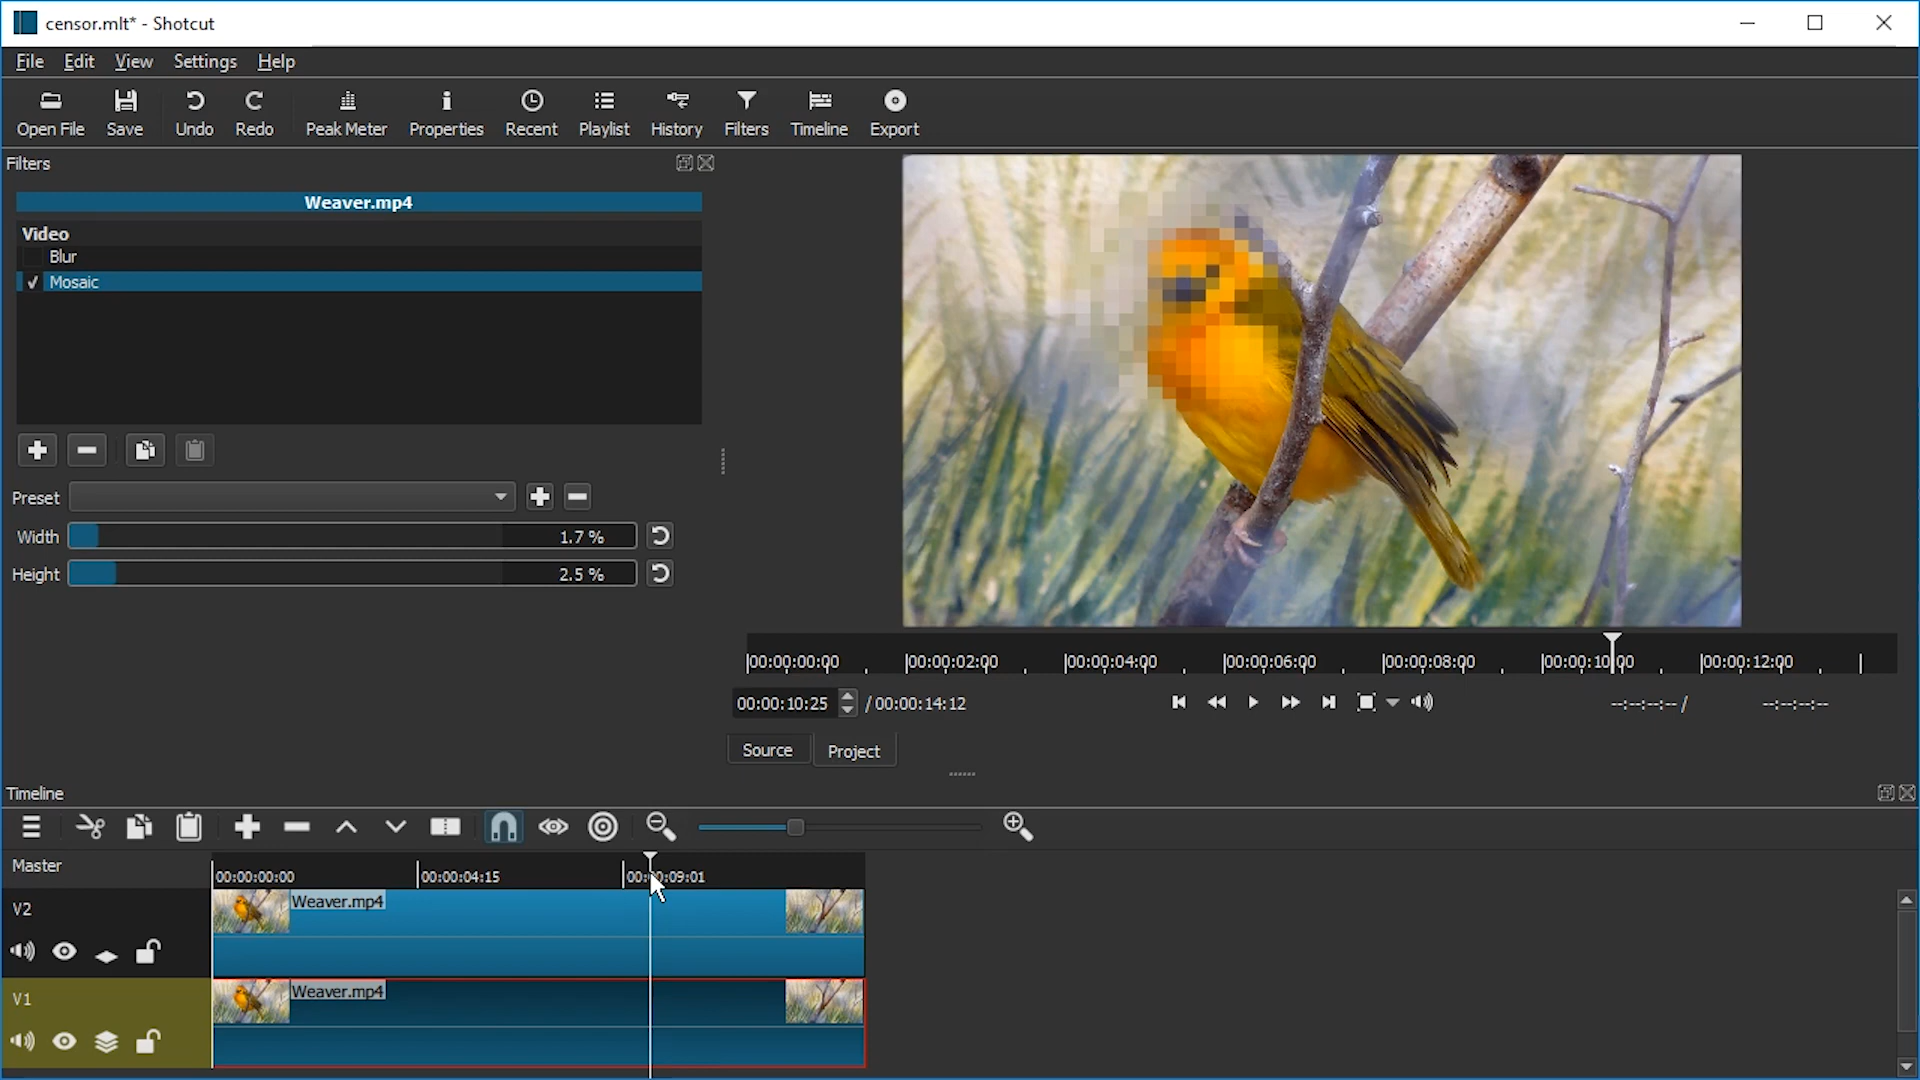 censor.mlt* - Shotcut
File Edit View Settings Help
Open File Save Undo Redo Peak Meter Properties Recent Playlist History Filters Timeline Export
Filters
Weaver.mp4
Video
Blur
✓ Mosaic
Preset
Width 1.7 %
Height 2.5 %
00:00:00:00 00:00:02:00 00:00:04:00 00:00:06:00 00:00:08:00 00:00:10:00 00:00:12:00
00:00:10:25 / 00:00:14:12 --:--:--:-- / --:--:--:--
Source Project
Timeline
Master
00:00:00:00 00:00:04:15 00:00:09:01
V2
Weaver.mp4
V1
Weaver.mp4